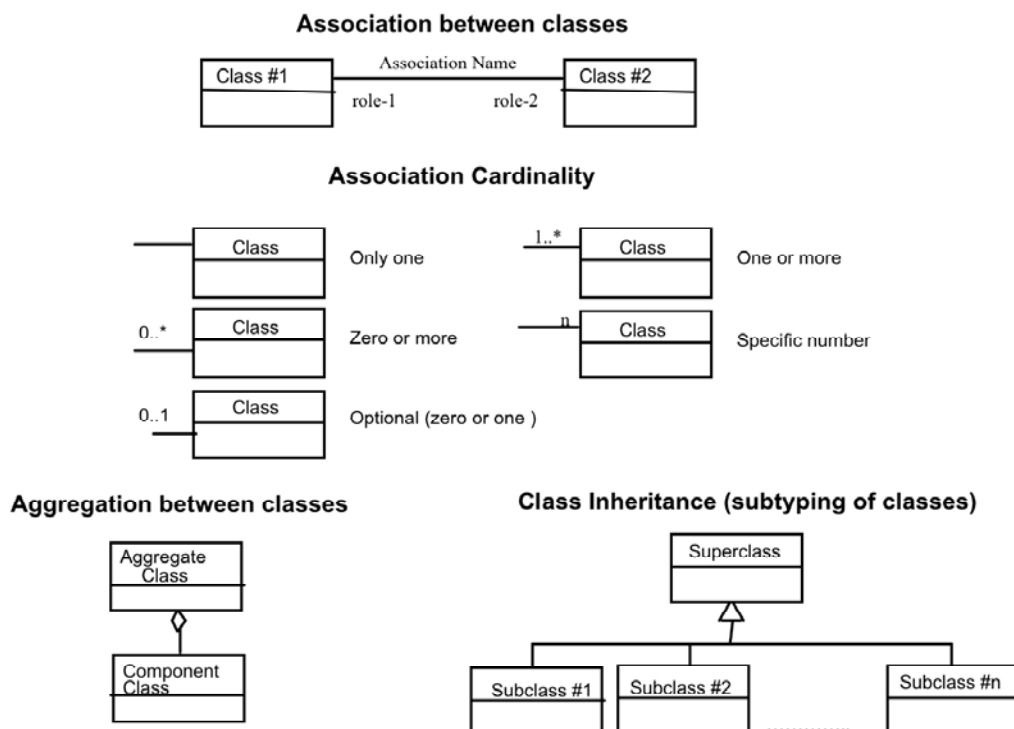 Association between classes
Class #1
Association Name
Class #2
role-1
role-2
Association Cardinality
Class
Only one
1..*
Class
One or more
0..*
Class
Zero or more
n
Class
Specific number
0..1
Class
Optional (zero or one )
Aggregation between classes
Class Inheritance (subtyping of classes)
Aggregate
Class
Superclass
Component
Class
Subclass #1
Subclass #2
Subclass #n